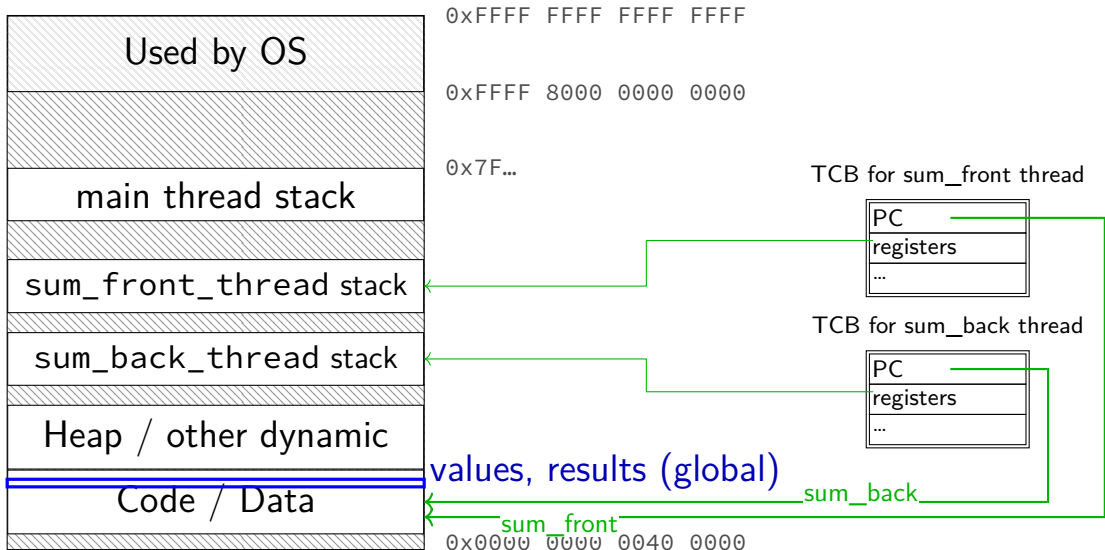 0xFFFF FFFF FFFF FFFF
Used by OS
0xFFFF 8000 0000 0000
0x7F…
main thread stack
sum_front_thread stack
sum_back_thread stack
Heap / other dynamic
values, results (global)
Code / Data
0x0000 0000 0040 0000
TCB for sum_front thread
PC
registers
…
TCB for sum_back thread
PC
registers
…
sum_back
sum_front